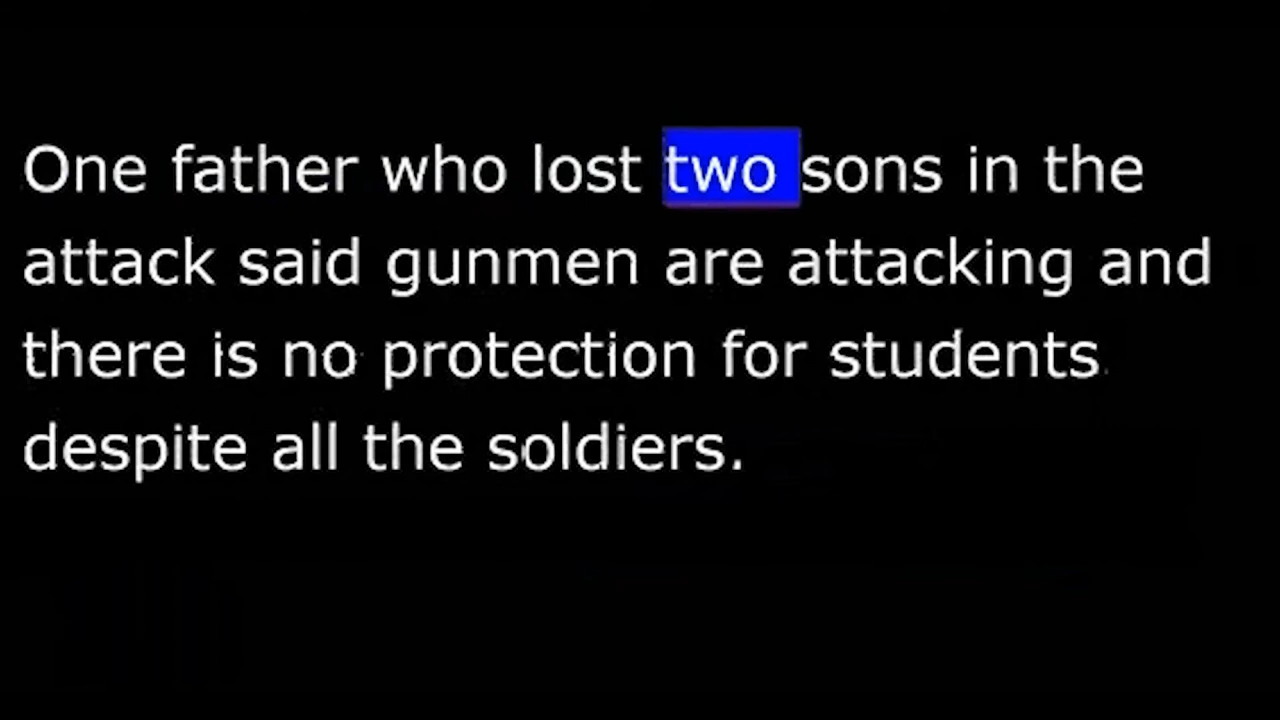 One father who lost two sons in the
attack said gunmen are attacking and
there is no protection for students
despite all the soldiers.